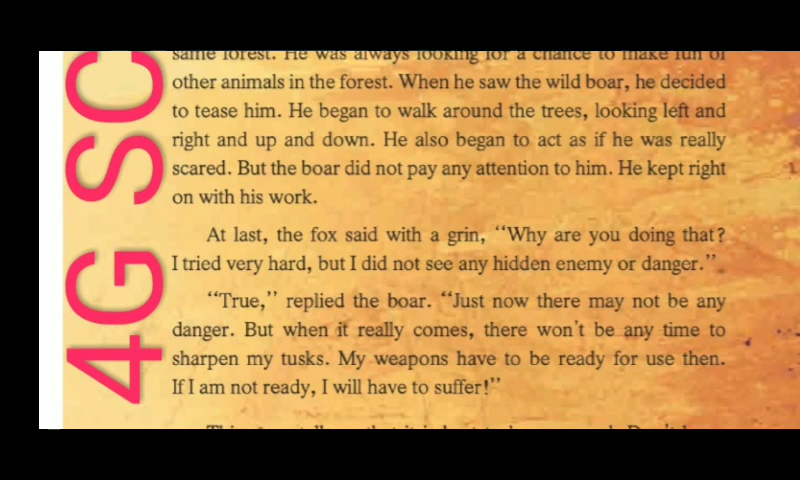 4G SC
same forest. He was always looking for a chance to make fun of
other animals in the forest. When he saw the wild boar, he decided
to tease him. He began to walk around the trees, looking left and
right and up and down. He also began to act as if he was really
scared. But the boar did not pay any attention to him. He kept right
on with his work.
At last, the fox said with a grin, “Why are you doing that?
I tried very hard, but I did not see any hidden enemy or danger.”
“True,” replied the boar. “Just now there may not be any
danger. But when it really comes, there won’t be any time to
sharpen my tusks. My weapons have to be ready for use then.
If I am not ready, I will have to suffer!”